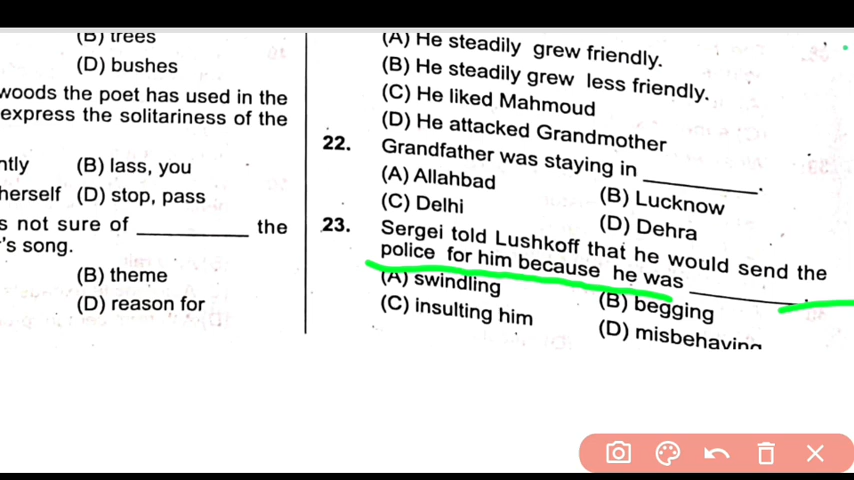 (B) trees
(D) bushes
woods the poet has used in the
express the solitariness of the
ntly (B) lass, you
herself (D) stop, pass
s not sure of ________ the
's song.
(B) theme
(D) reason for
(A) He steadily grew friendly.
(B) He steadily grew less friendly.
(C) He liked Mahmoud
(D) He attacked Grandmother
22. Grandfather was staying in ________.
(A) Allahbad
(B) Lucknow
(C) Delhi
(D) Dehra
23. Sergei told Lushkoff that he would send the
police for him because he was ________.
(A) swindling
(B) begging
(C) insulting him
(D) misbehaving